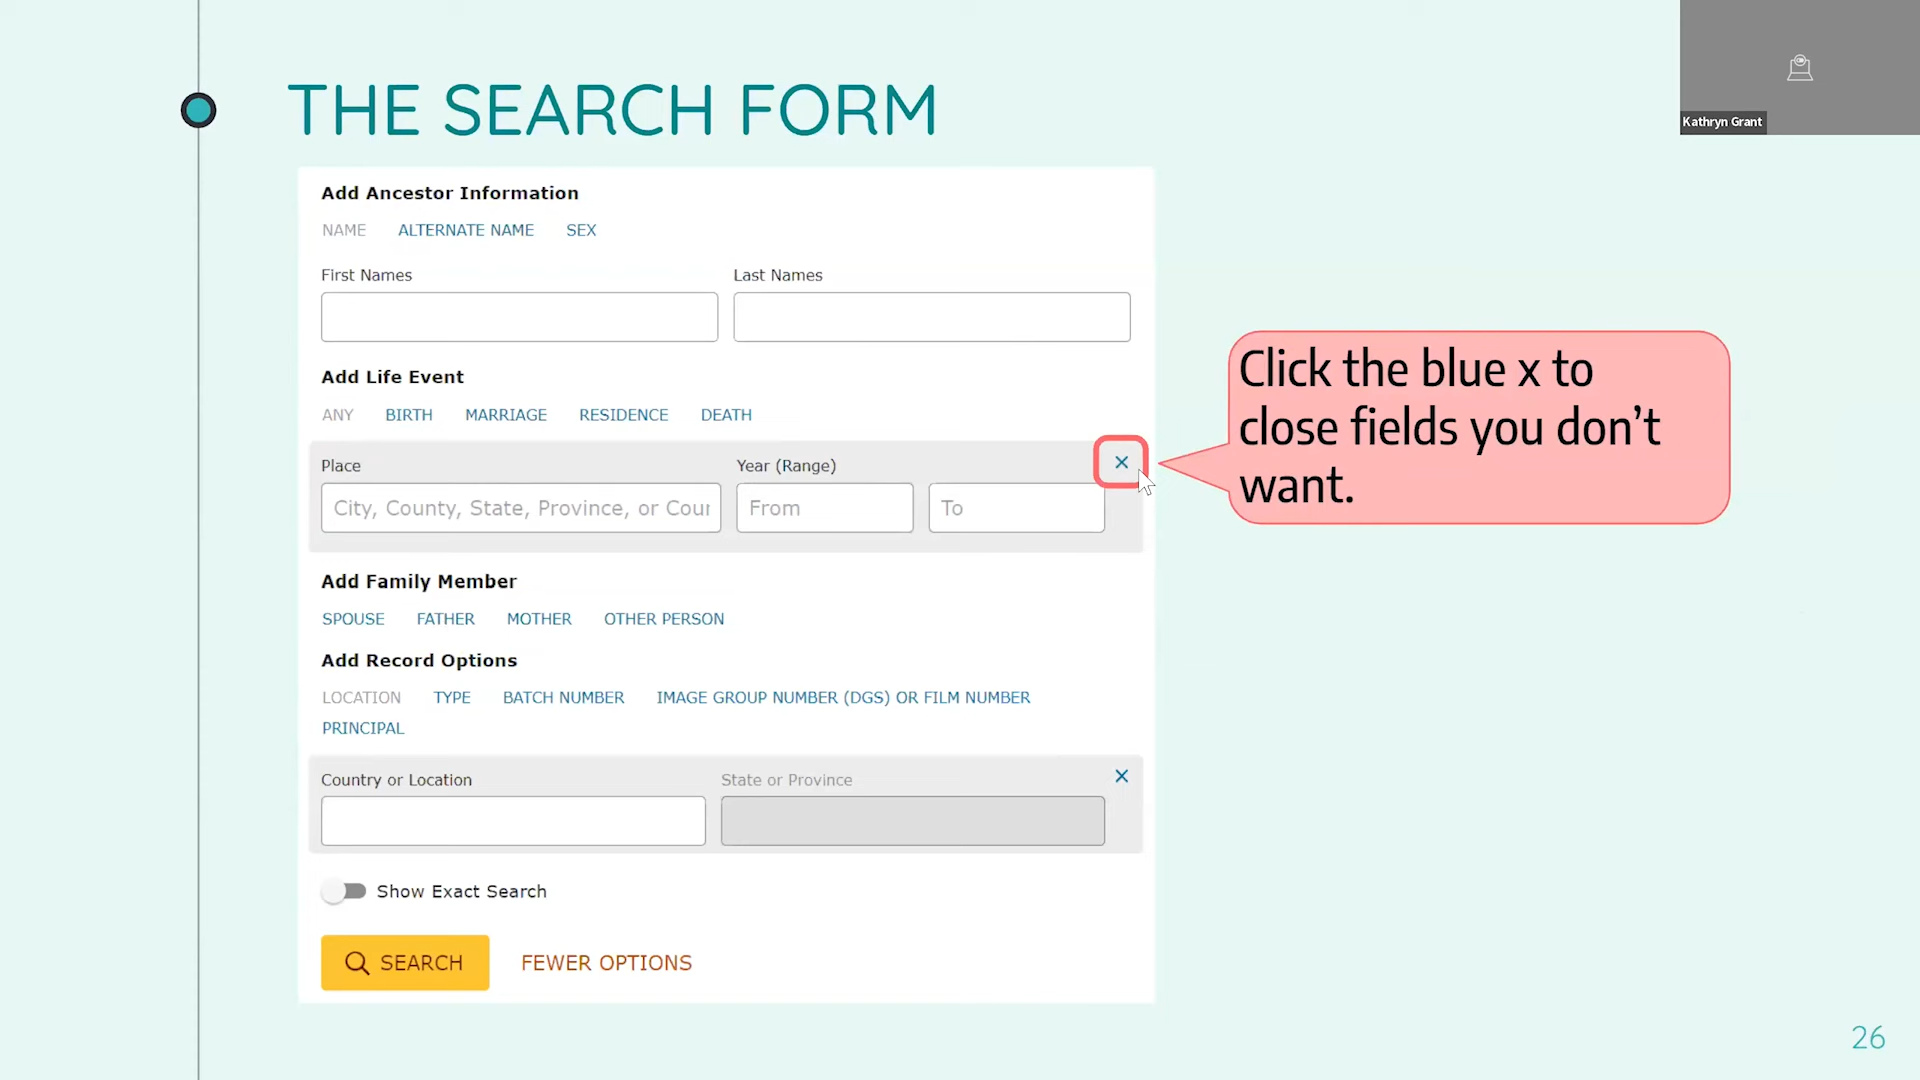 THE SEARCH FORM
Kathryn Grant
Add Ancestor Information
NAME ALTERNATE NAME SEX
First Names Last Names
Add Life Event
ANY BIRTH MARRIAGE RESIDENCE DEATH
Place Year (Range) ×
City, County, State, Province, or Cour From To
Click the blue x to
close fields you don’t
want.
Add Family Member
SPOUSE FATHER MOTHER OTHER PERSON
Add Record Options
LOCATION TYPE BATCH NUMBER IMAGE GROUP NUMBER (DGS) OR FILM NUMBER
PRINCIPAL
Country or Location State or Province ×
Show Exact Search
SEARCH FEWER OPTIONS
26